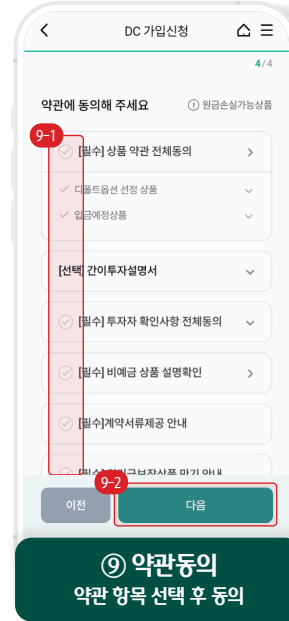 DC 가입신청
4/4
약관에 동의해 주세요 ① 원금손실가능상품
9-1
[필수] 상품 약관 전체동의
디폴트옵션 선정 상품
입금예정상품
[선택] 간이투자설명서
[필수] 투자자 확인사항 전체동의
[필수] 비예금 상품 설명확인
[필수]계약서류제공 안내
9-2
이전 다음
⑨ 약관동의
약관 항목 선택 후 동의